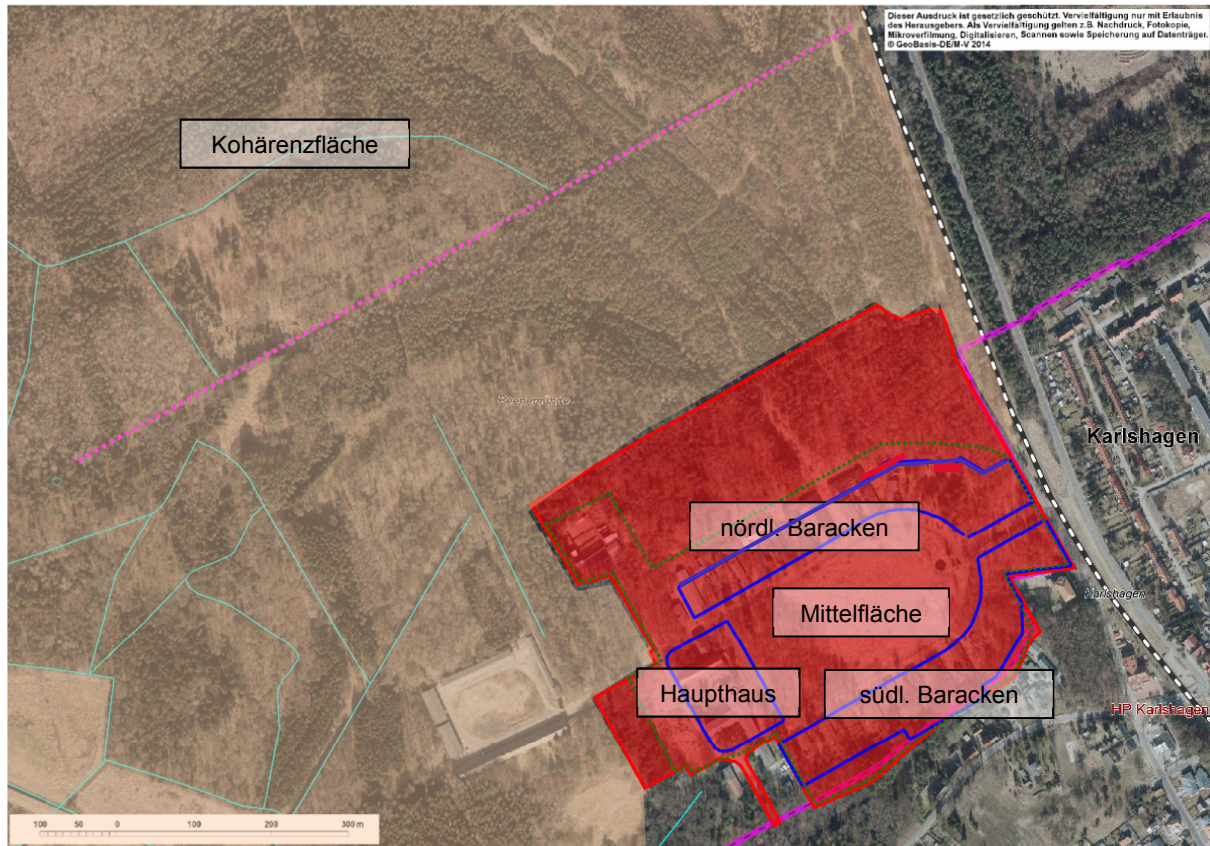 Dieser Ausdruck ist gesetzlich geschützt. Vervielfältigung nur mit Erlaubnis
des Herausgebers. Als Vervielfältigung gelten z.B. Nachdruck, Fotokopie,
Mikroverfilmung, Digitalisieren, Scannen sowie Speicherung auf Datenträger.
© GeoBasis-DE/M-V 2014
Kohärenzfläche
Peenemünde
Karlshagen
nördl. Baracken
Karlshagen
Mittelfläche
Haupthaus
südl. Baracken
HP Karlshagen
100 50 0 100 200 300 m